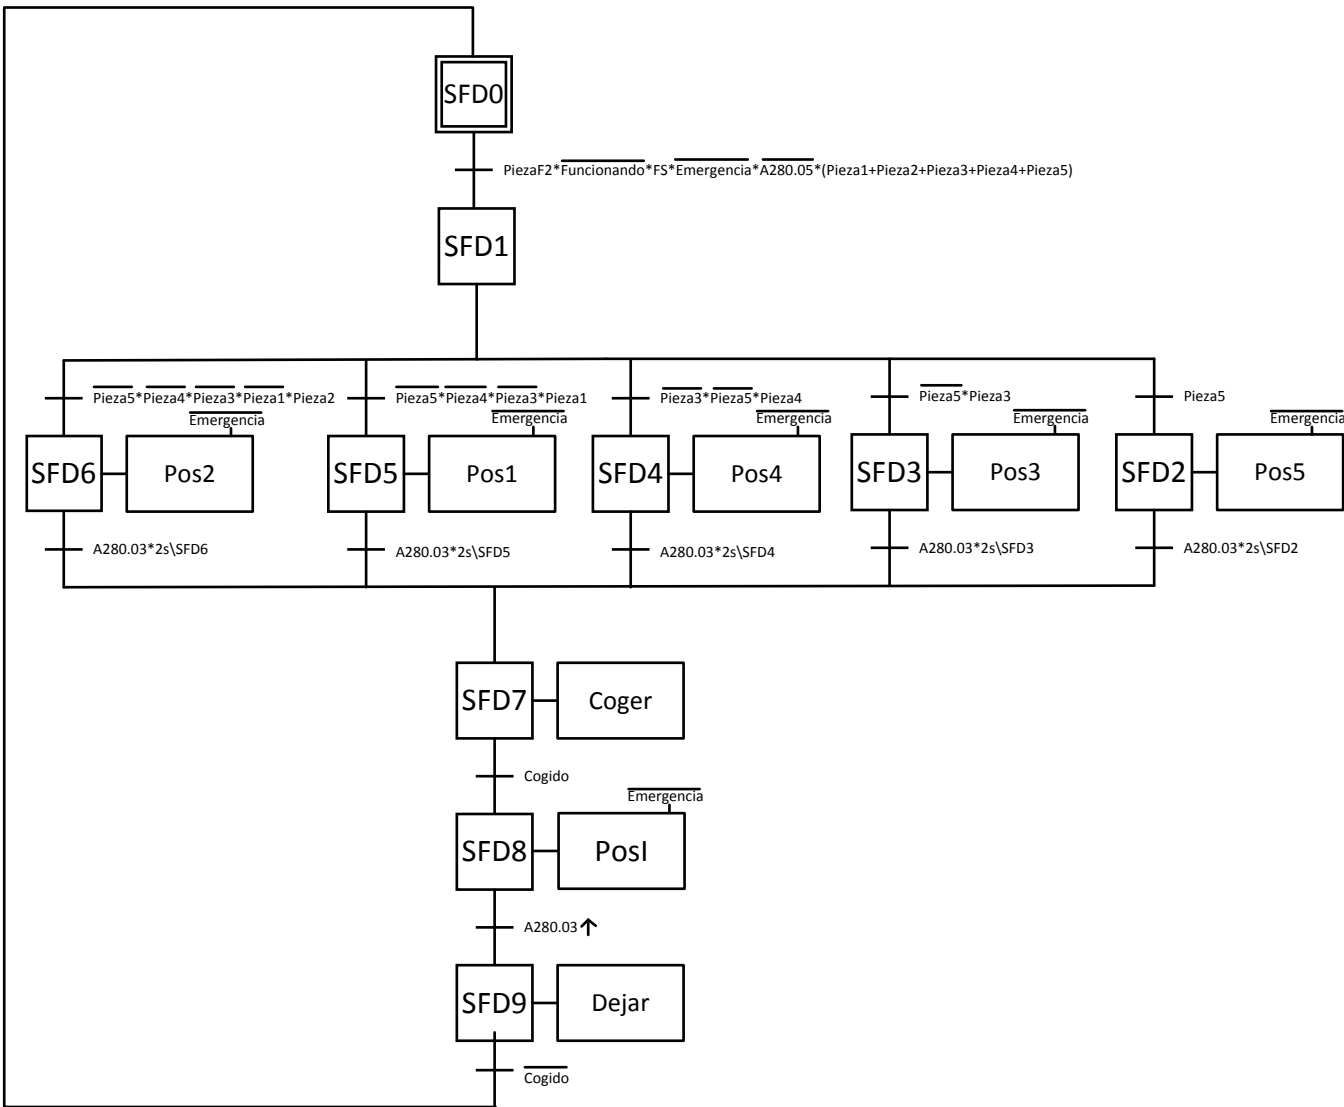 SFD0
PiezaF2*Funcionando*FS*Emergencia*A280.05*(Pieza1+Pieza2+Pieza3+Pieza4+Pieza5)
SFD1
Pieza5*Pieza4*Pieza3*Pieza1*Pieza2
Pieza5*Pieza4*Pieza3*Pieza1
Pieza3*Pieza5*Pieza4
Pieza5*Pieza3
Pieza5
Emergencia
Emergencia
Emergencia
Emergencia
Emergencia
SFD6
Pos2
SFD5
Pos1
SFD4
Pos4
SFD3
Pos3
SFD2
Pos5
A280.03*2s\SFD6
A280.03*2s\SFD5
A280.03*2s\SFD4
A280.03*2s\SFD3
A280.03*2s\SFD2
SFD7
Coger
Cogido
Emergencia
SFD8
PosI
A280.03↑
SFD9
Dejar
Cogido